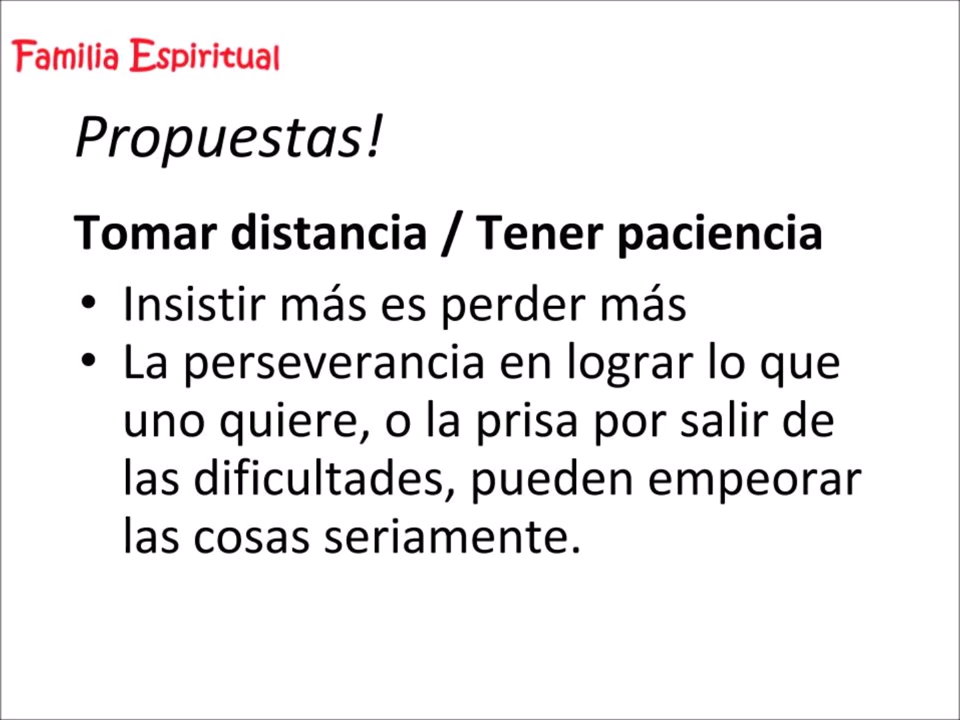 Familia Espiritual
Propuestas!
Tomar distancia / Tener paciencia
• Insistir más es perder más
• La perseverancia en lograr lo que
uno quiere, o la prisa por salir de
las dificultades, pueden empeorar
las cosas seriamente.